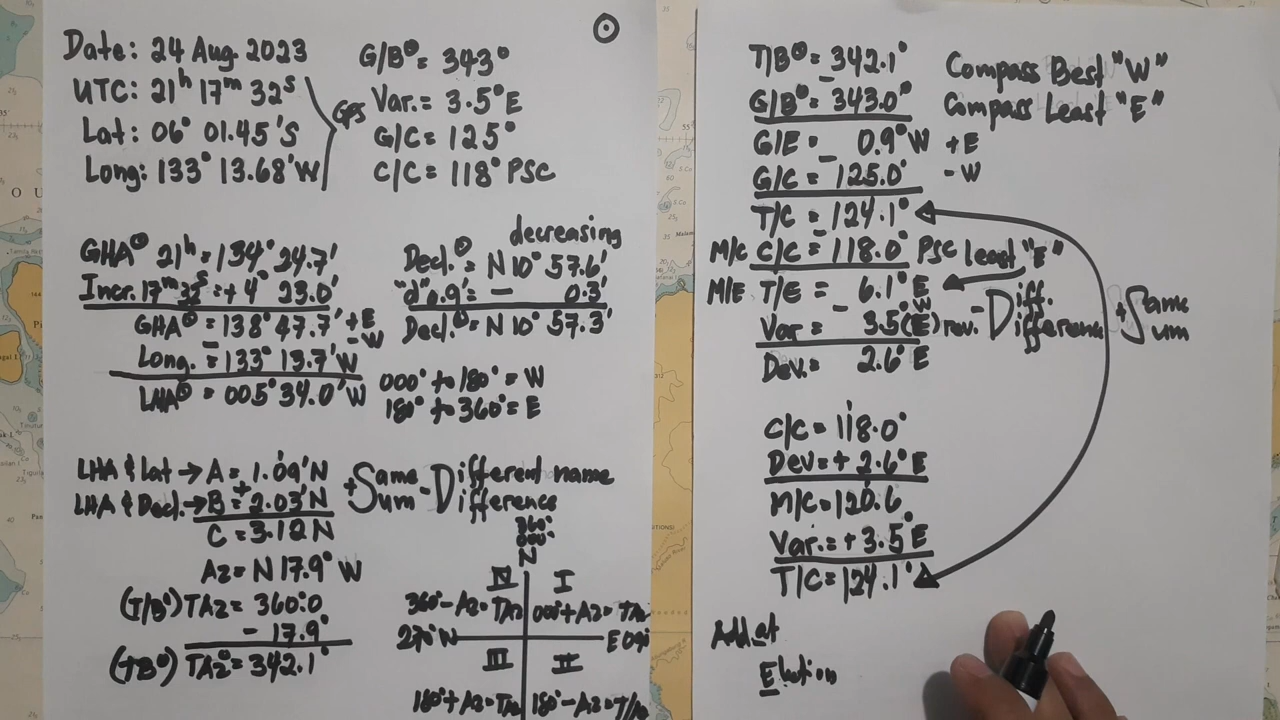 Date: 24 Aug. 2023
UTC: 21ʰ 17ᵐ 32ˢ
Lat: 06° 01.45'S
Long: 133° 13.68'W
GPS
G/B☉ = 343°
Var. = 3.5°E
G/C = 125°
C/C = 118° PSC
GHA☉ 21ʰ = 134° 24.7'
Incr. 17ᵐ 32ˢ = + 4° 23.0'
GHA☉ = 138° 47.7' +E
-W
Long. = 133° 13.7'W
LHA☉ = 005° 34.0'W
decreasing
Decl.☉ = N 10° 57.6'
"d" 0.9' = - 0.3'
Decl.☉ = N 10° 57.3'
000° to 180° = W
180° to 360° = E
LHA & Lat → A = 1.09'N
LHA & Decl. → B = + 2.03'N
C = 3.12 N
+Same Sum - Different name Difference
Az = N 17.9° W
(T/B☉) TAz = 360.0
- 17.9°
(TB☉) TAz☉ = 342.1°
360°
000°
N
IV I
360° - Az = TAz 000° + Az = TAz
270° W E 090
III II
180° + Az = TAz 180° - Az = T/Az
T/B☉ = 342.1°
G/B☉ = 343.0°
G/E = 0.9° W +E
G/C = 125.0° -W
T/C = 124.1°
M/C C/C = 118.0° PSC Least "E"
M/E T/E = 6.1° E
Var = 3.5(E) W rev.
Dev. = 2.6° E
Compass Best "W"
Compass Least "E"
- Diff. Difference
+ Same Sum
C/C = 118.0°
Dev = + 2.6° E
M/C = 120.6
Var. = + 3.5° E
T/C = 124.1°
Add at